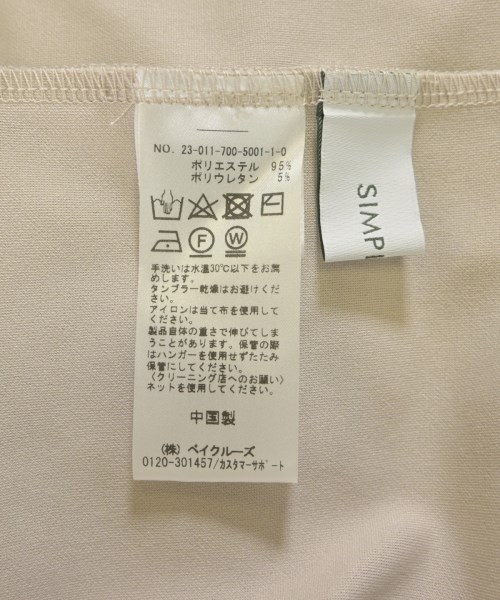 NO. 23-011-700-5001-1-0
ポリエステル 95%
ポリウレタン 5%
F W
手洗いは水温30℃以下をお薦
めします。
タンブラー乾燥はお避けくださ
い。
アイロンは当て布を使用して
ください。
製品自体の重さで伸びてしま
うことがあります。保管の際
はハンガーを使用せずたたみ
保管にしてください。
〈クリーニング店へのお願い〉
ネットを使用してください。
中国製
(株) ベイクルーズ
0120-301457/カスタマーサポート
SIMPL